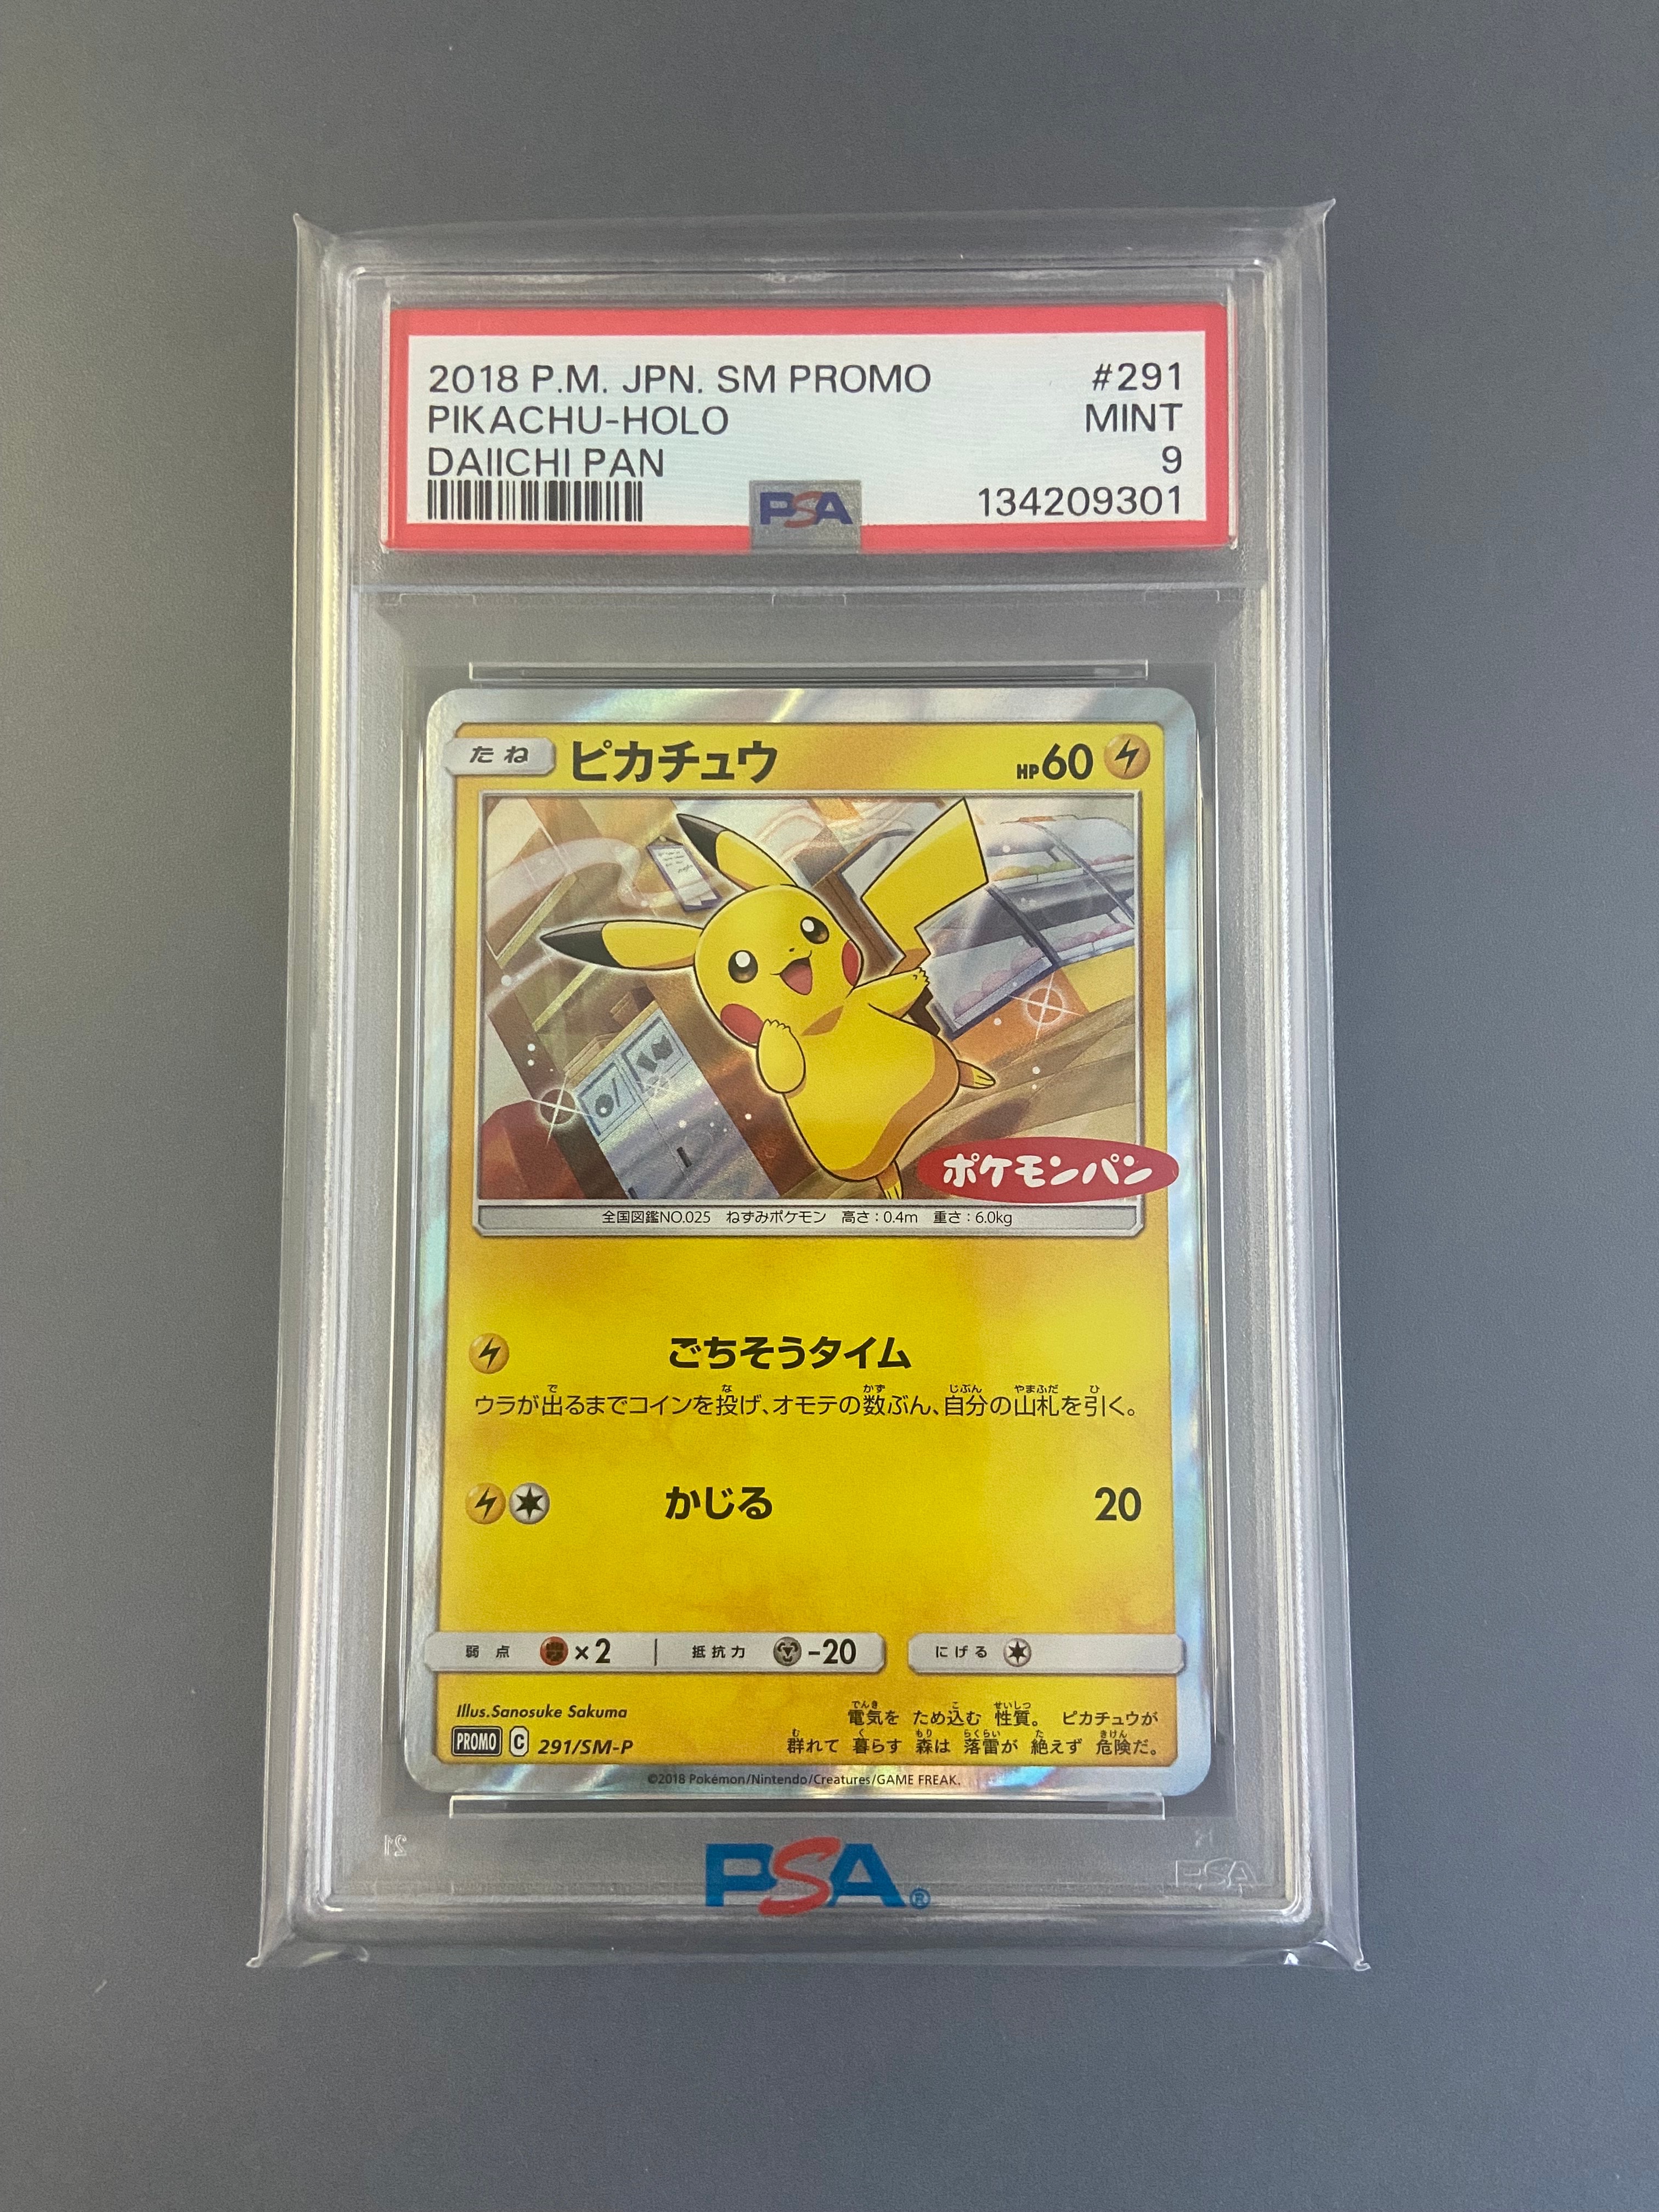 2018 P.M. JPN. SM PROMO #291
PIKACHU-HOLO MINT
DAIICHI PAN 9
PSA 134209301
たね ピカチュウ HP60
ポケモンパン
全国図鑑NO.025 ねずみポケモン 高さ:0.4m 重さ:6.0kg
ごちそうタイム
ウラが出るまでコインを投げ、オモテの数ぶん、自分の山札を引く。
かじる 20
弱点 ×2 抵抗力 -20 にげる
Illus.Sanosuke Sakuma
電気を ため込む 性質。 ピカチュウが
PROMO C 291/SM-P 群れて 暮らす 森は 落雷が 絶えず 危険だ。
©2018 Pokémon/Nintendo/Creatures/GAME FREAK.
PSA®
PSA